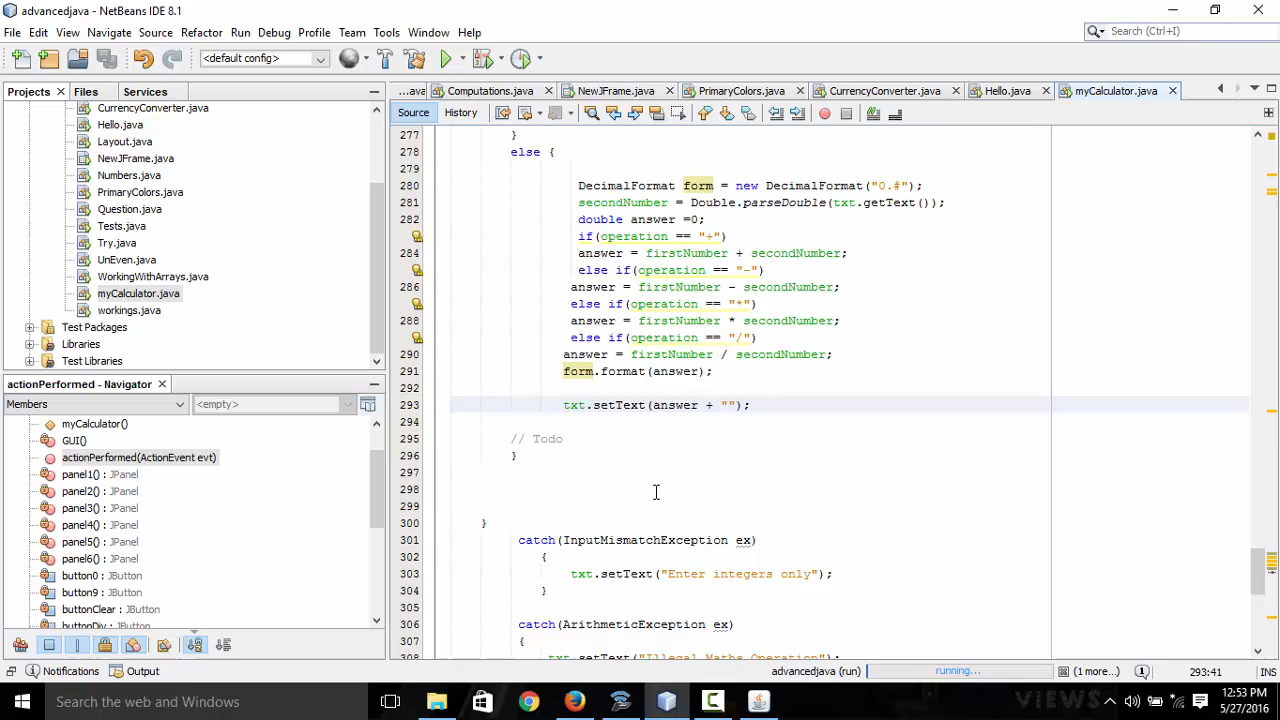 advancedjava - NetBeans IDE 8.1
File Edit View Navigate Source Refactor Run Debug Profile Team Tools Window Help
Search (Ctrl+I)
<default config>
Projects Files Services
...ava Computations.java NewJFrame.java PrimaryColors.java CurrencyConverter.java Hello.java myCalculator.java
Source History
CurrencyConverter.java
Hello.java
Layout.java
NewJFrame.java
Numbers.java
PrimaryColors.java
Question.java
Tests.java
Try.java
UnEven.java
WorkingWithArrays.java
myCalculator.java
workings.java
Test Packages
Libraries
Test Libraries
actionPerformed - Navigator
Members <empty>
myCalculator()
GUI()
actionPerformed(ActionEvent evt)
panel1() : JPanel
panel2() : JPanel
panel3() : JPanel
panel4() : JPanel
panel5() : JPanel
panel6() : JPanel
button0 : JButton
button9 : JButton
buttonClear : JButton
buttonDiv : JButton
277 }
278 else {
279
280 DecimalFormat form = new DecimalFormat("0.#");
281 secondNumber = Double.parseDouble(txt.getText());
282 double answer =0;
if(operation == "+")
284 answer = firstNumber + secondNumber;
else if(operation == "-")
286 answer = firstNumber - secondNumber;
else if(operation == "*")
288 answer = firstNumber * secondNumber;
else if(operation == "/")
290 answer = firstNumber / secondNumber;
291 form.format(answer);
292
293 txt.setText(answer + "");
294
295 // Todo
296 }
297
298
299
300 }
301 catch(InputMismatchException ex)
302 {
303 txt.setText("Enter integers only");
304 }
305
306 catch(ArithmeticException ex)
307 {
308 txt.setText("Illegal Maths Operation");
Notifications Output
advancedjava (run) running... (1 more...) 293:41 INS
Search the web and Windows
VIEWS
12:53 PM
5/27/2016